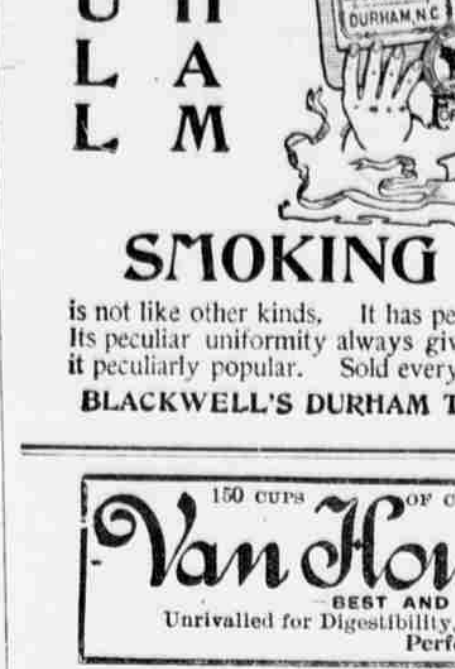 U H
L A
L M
DURHAM, N.C
SMOKING
is not like other kinds. It has pe
Its peculiar uniformity always giv
it peculiarly popular. Sold every
BLACKWELL'S DURHAM T
150 CUPS OF C
Van Hou
BEST AND
Unrivalled for Digestibility,
Perf